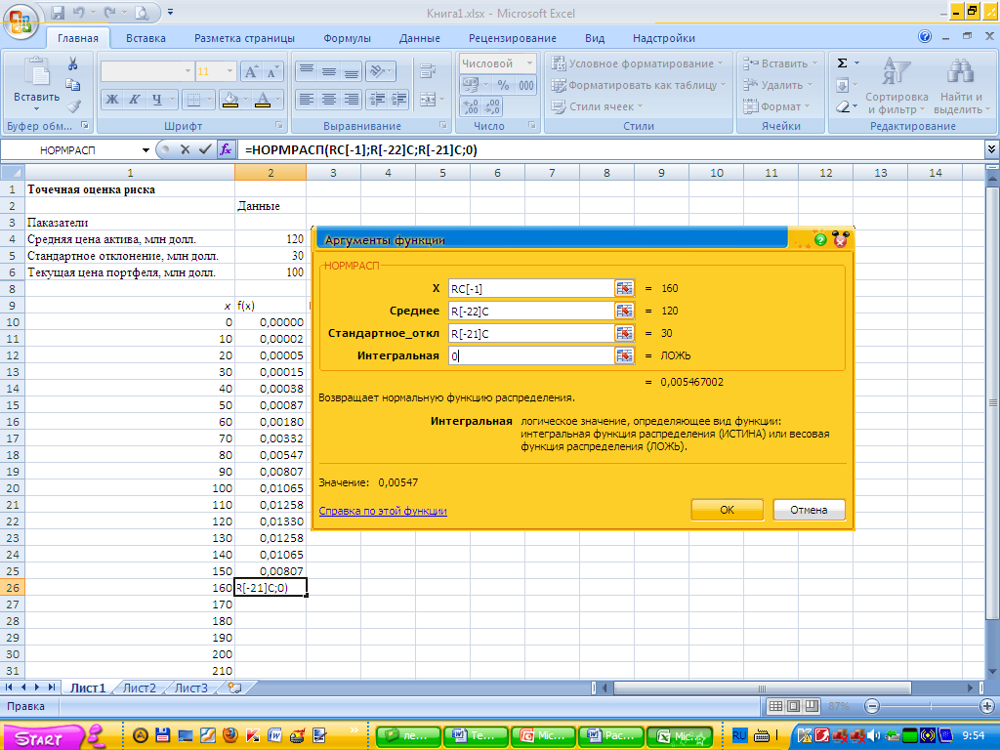 Книга1.xlsx - Microsoft Excel
Главная Вставка Разметка страницы Формулы Данные Рецензирование Вид Надстройки
Вставить
Ж К Ч
11
Числовой
% 000
Условное форматирование
Форматировать как таблицу
Стили ячеек
Вставить
Удалить
Формат
Σ
Сортировка и фильтр
Найти и выделить
Буфер обм... Шрифт Выравнивание Число Стили Ячейки Редактирование
НОРМРАСП fx =НОРМРАСП(RC[-1];R[-22]C;R[-21]C;0)
1 2 3 4 5 6 7 8 9 10 11 12 13 14
1 Точечная оценка риска
2 Данные
3 Паказатели
4 Средняя цена актива, млн долл. 120
5 Стандартное отклонение, млн долл. 30
6 Текущая цена портфеля, млн долл. 100
8
9 x f(x)
10 0 0,00000
11 10 0,00002
12 20 0,00005
13 30 0,00015
14 40 0,00038
15 50 0,00087
16 60 0,00180
17 70 0,00332
18 80 0,00547
19 90 0,00807
20 100 0,01065
21 110 0,01258
22 120 0,01330
23 130 0,01258
24 140 0,01065
25 150 0,00807
26 160 R[-21]C;0)
27 170
28 180
29 190
30 200
31 210
Аргументы функции
НОРМРАСП
X RC[-1] = 160
Среднее R[-22]C = 120
Стандартное_откл R[-21]C = 30
Интегральная 0 = ЛОЖЬ
= 0,005467002
Возвращает нормальную функцию распределения.
Интегральная логическое значение, определяющее вид функции:
интегральная функция распределения (ИСТИНА) или весовая
функция распределения (ЛОЖЬ).
Значение: 0,00547
Справка по этой функции
ОК Отмена
Лист1 Лист2 Лист3
Правка 87%
START ле... Te... Mic... Рас... Mic... RU 9:54